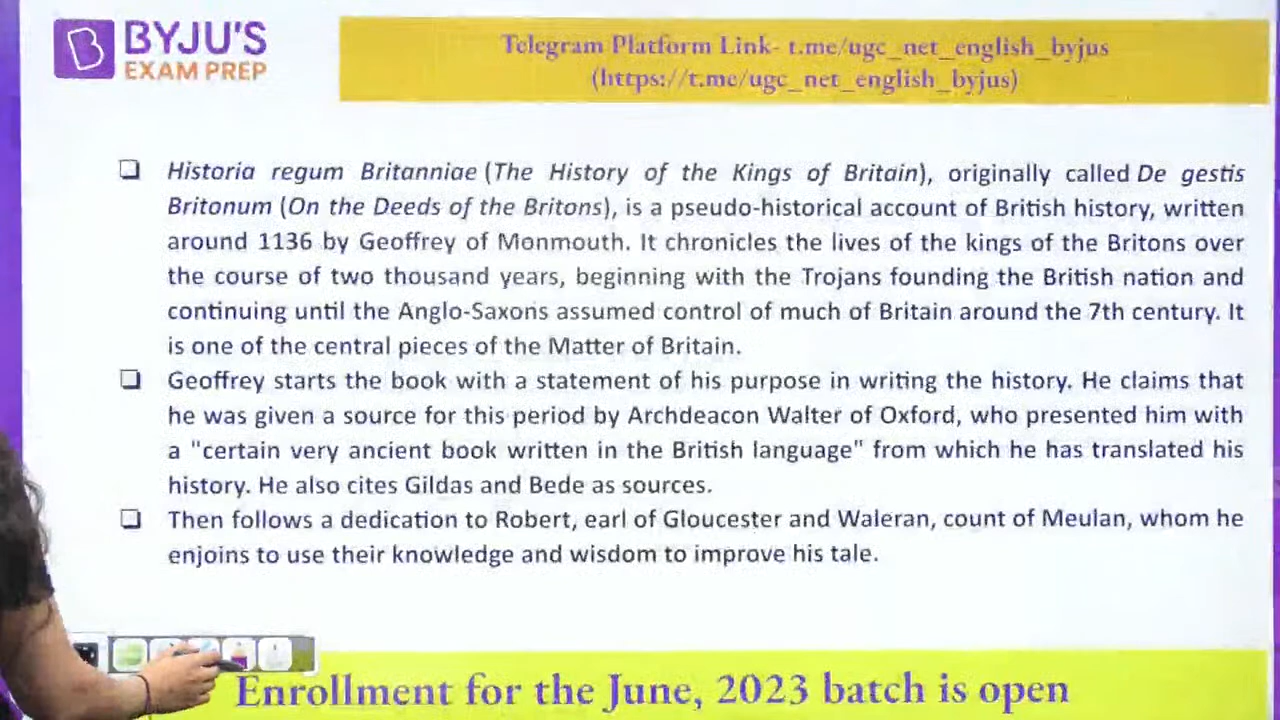 BYJU'S
EXAM PREP
Telegram Platform Link- t.me/ugc_net_english_byjus
(https://t.me/ugc_net_english_byjus)
Historia regum Britanniae (The History of the Kings of Britain), originally called De gestis
Britonum (On the Deeds of the Britons), is a pseudo-historical account of British history, written
around 1136 by Geoffrey of Monmouth. It chronicles the lives of the kings of the Britons over
the course of two thousand years, beginning with the Trojans founding the British nation and
continuing until the Anglo-Saxons assumed control of much of Britain around the 7th century. It
is one of the central pieces of the Matter of Britain.
Geoffrey starts the book with a statement of his purpose in writing the history. He claims that
he was given a source for this period by Archdeacon Walter of Oxford, who presented him with
a "certain very ancient book written in the British language" from which he has translated his
history. He also cites Gildas and Bede as sources.
Then follows a dedication to Robert, earl of Gloucester and Waleran, count of Meulan, whom he
enjoins to use their knowledge and wisdom to improve his tale.
Enrollment for the June, 2023 batch is open